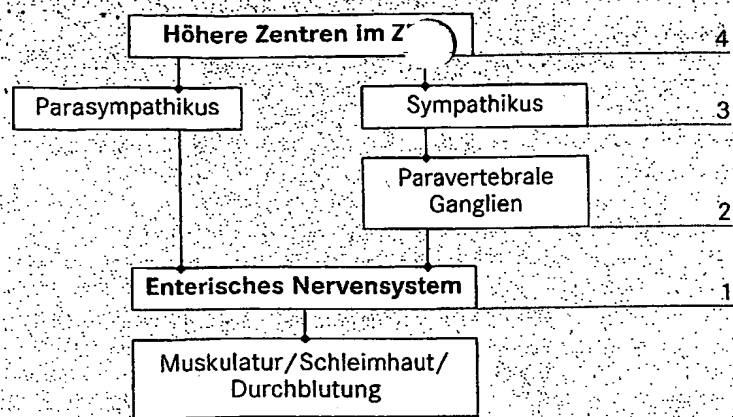 Höhere Zentren im
4
Parasympathikus
Sympathikus
3
Paravertebrale
Ganglien
2
Enterisches Nervensystem
1
Muskulatur/Schleimhaut/
Durchblutung